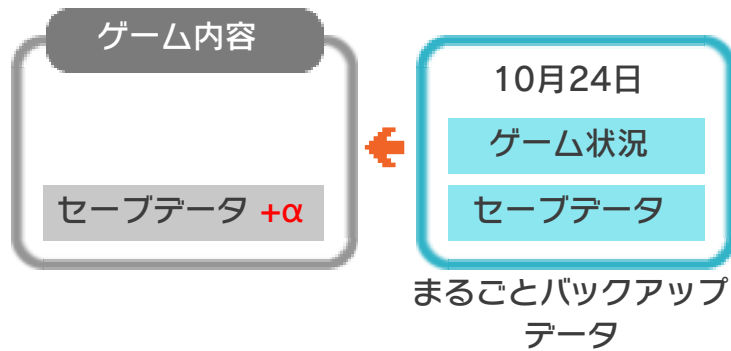 ゲーム内容
セーブデータ +α
10月24日
ゲーム状況
セーブデータ
まるごとバックアップ
データ